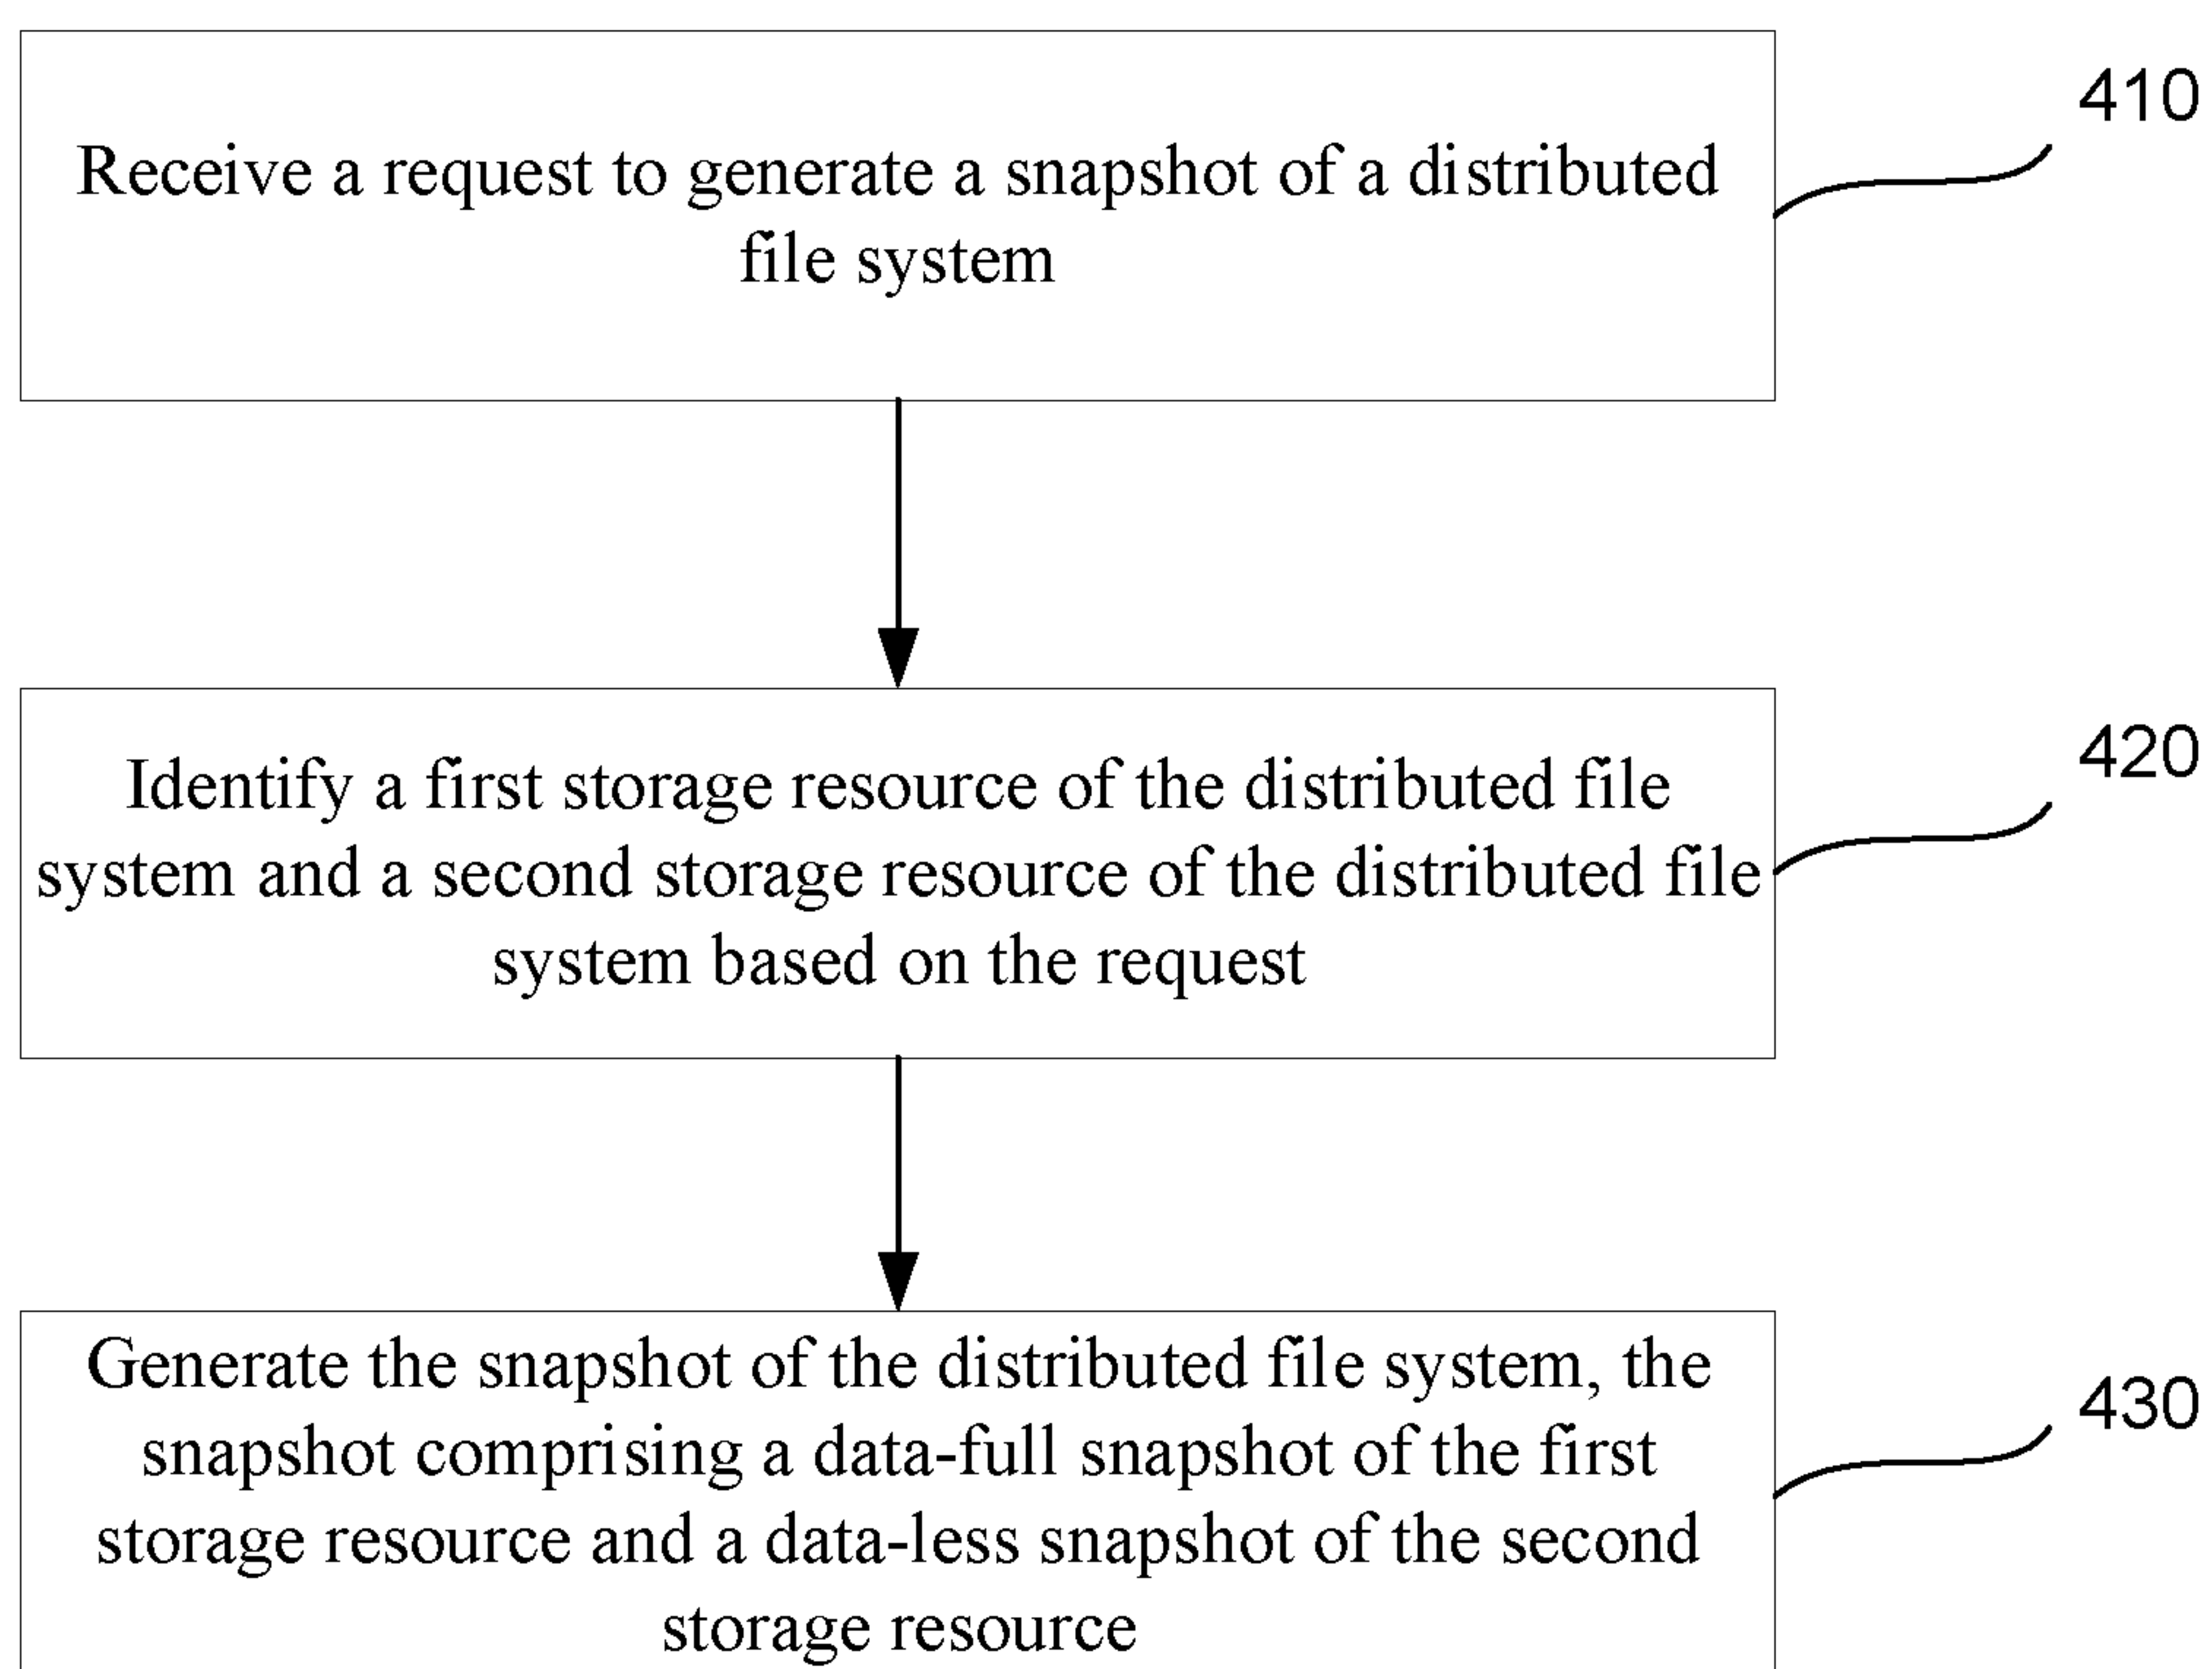 410
Receive a request to generate a snapshot of a distributed
file system
420
Identify a first storage resource of the distributed file
system and a second storage resource of the distributed file
system based on the request
430
Generate the snapshot of the distributed file system, the
snapshot comprising a data-full snapshot of the first
storage resource and a data-less snapshot of the second
storage resource